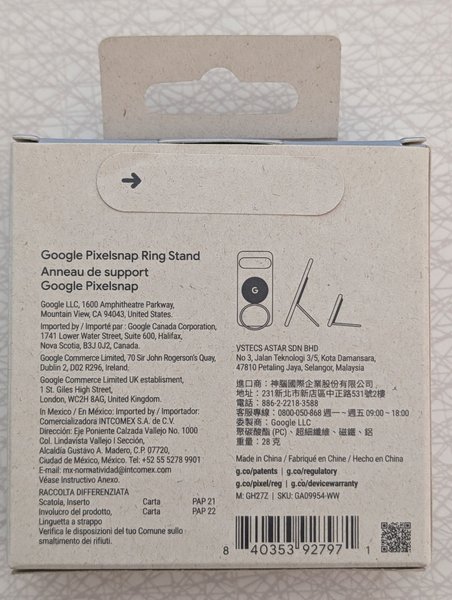 Google Pixelsnap Ring Stand
Anneau de support
Google Pixelsnap
Google LLC, 1600 Amphitheatre Parkway,
Mountain View, CA 94043, United States.
Imported by / Importé par : Google Canada Corporation,
1741 Lower Water Street, Suite 600, Halifax,
Nova Scotia, B3J 0J2, Canada.
Google Commerce Limited, 70 Sir John Rogerson's Quay,
Dublin 2, D02 R296, Ireland.
Google Commerce Limited UK establisment,
1 St. Giles High Street,
London, WC2H 8AG, United Kingdom.
In Mexico / En México: Imported by / Importador:
Comercializadora INTCOMEX S.A. de C.V.
Dirección: Eje Poniente Calzada Vallejo No. 1000
Col. Lindavista Vallejo I Sección,
Alcaldía Gustavo A. Madero, C.P. 07720,
Ciudad de México, México. Tel: +52 55 5278 9901
E-mail: mx-normatividad@intcomex.com
Véase Instructivo Anexo.
RACCOLTA DIFFERENZIATA
Scatola, Inserto Carta PAP 21
Involucro del prodotto, Carta PAP 22
Linguetta a strappo
Verifica le disposizioni del tuo Comune sullo
smaltimento dei rifiuti.
G
VSTECS ASTAR SDN BHD
No 3, Jalan Teknologi 3/5, Kota Damansara,
47810 Petaling Jaya, Selangor, Malaysia
進口商：神腦國際企業股份有限公司
地址：231新北市新店區中正路531號2樓
電話：886-2-2218-3588
客服專線：0800-050-868 週一~週五 09:00~18:00
委製商：Google LLC
聚碳酸酯 (PC)、超細纖維、磁鐵、鋁
重量：28 克
Made in China / Fabriqué en Chine / Hecho en China
g.co/patents | g.co/regulatory
g.co/pixel/reg | g.co/devicewarranty
M: GH27Z | SKU: GA09954-WW
8 40353 92797 1